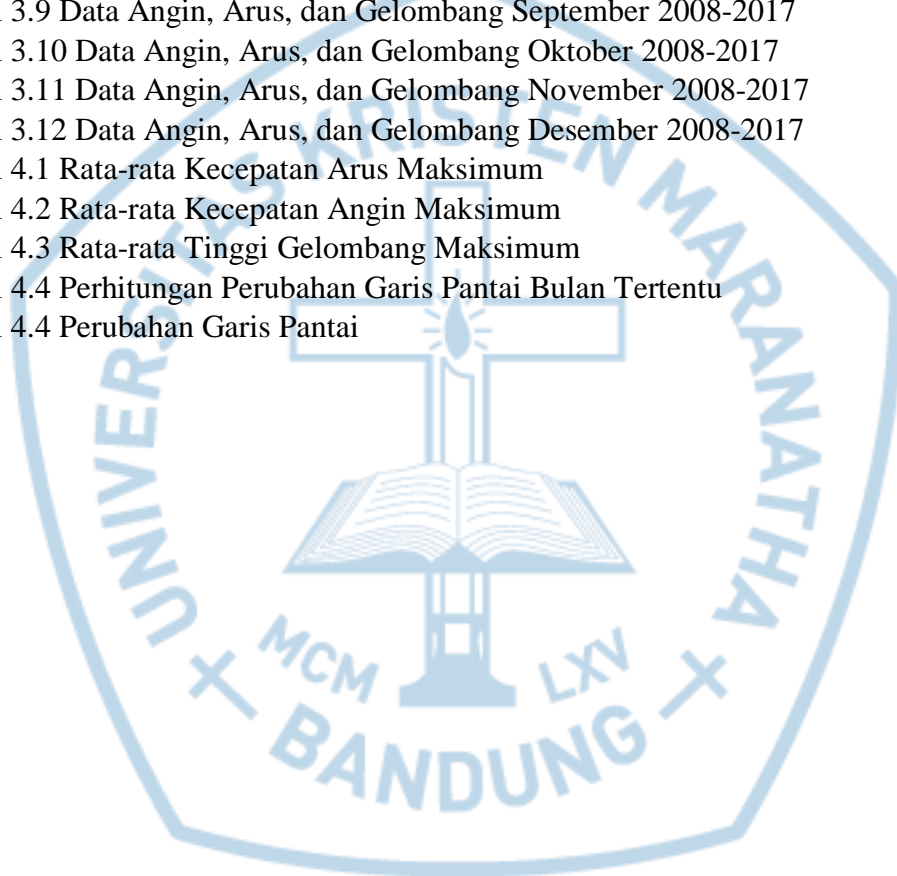 3.9 Data Angin, Arus, dan Gelombang September 2008-2017
3.10 Data Angin, Arus, dan Gelombang Oktober 2008-2017
3.11 Data Angin, Arus, dan Gelombang November 2008-2017
3.12 Data Angin, Arus, dan Gelombang Desember 2008-2017
4.1 Rata-rata Kecepatan Arus Maksimum
4.2 Rata-rata Kecepatan Angin Maksimum
4.3 Rata-rata Tinggi Gelombang Maksimum
4.4 Perhitungan Perubahan Garis Pantai Bulan Tertentu
4.4 Perubahan Garis Pantai
UNIVERSITAS KRISTEN MARANATHA
MCM LXV
BANDUNG